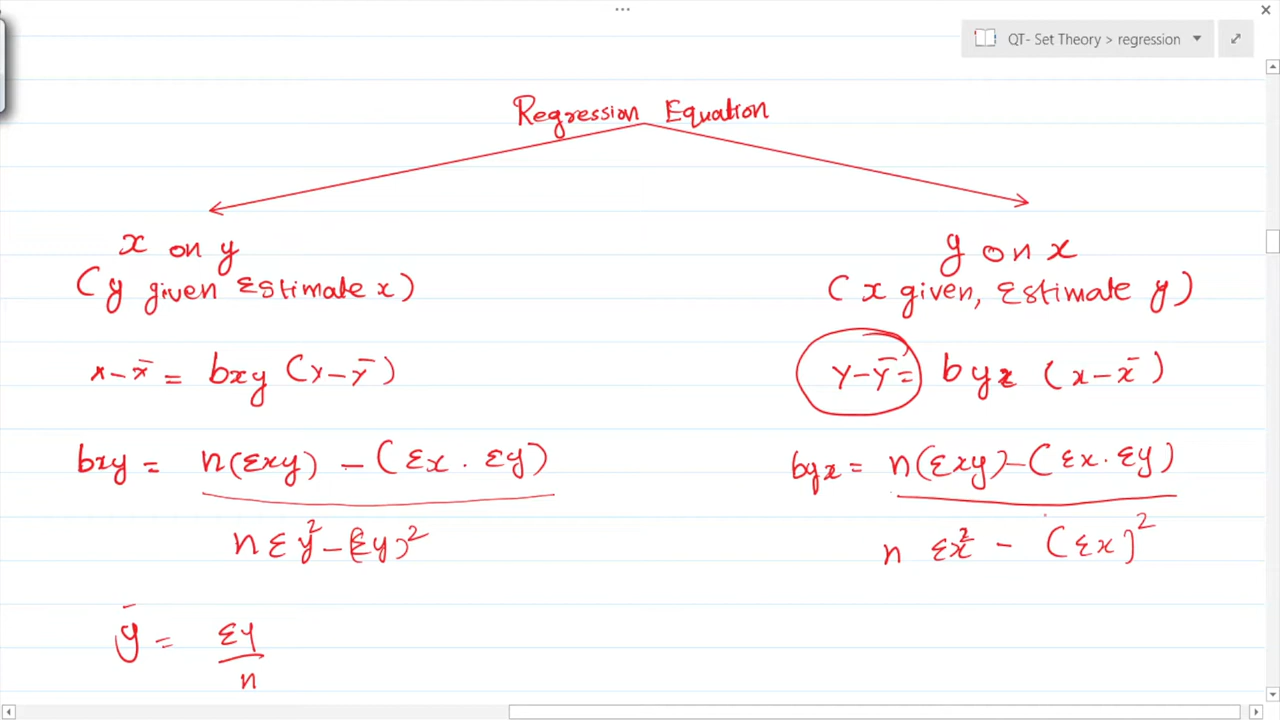 QT- Set Theory > regression
Regression Equation
x on y
(y given Estimate x)
x - x̄ = bxy (y - ȳ)
bxy = n(Σxy) - (Σx . Σy)
n Σy² - (Σy)²
ȳ = Σy
n
y on x
(x given, Estimate y)
y - ȳ = byx (x - x̄)
byx = n(Σxy) - (Σx . Σy)
n Σx² - (Σx)²